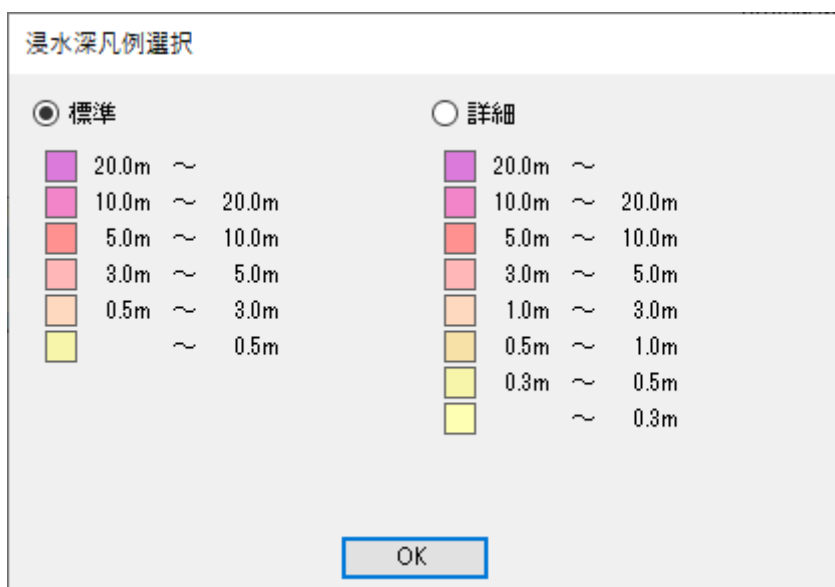 浸水深凡例選択
標準
20.0m ～
10.0m ～ 20.0m
5.0m ～ 10.0m
3.0m ～ 5.0m
0.5m ～ 3.0m
～ 0.5m
詳細
20.0m ～
10.0m ～ 20.0m
5.0m ～ 10.0m
3.0m ～ 5.0m
1.0m ～ 3.0m
0.5m ～ 1.0m
0.3m ～ 0.5m
～ 0.3m
OK